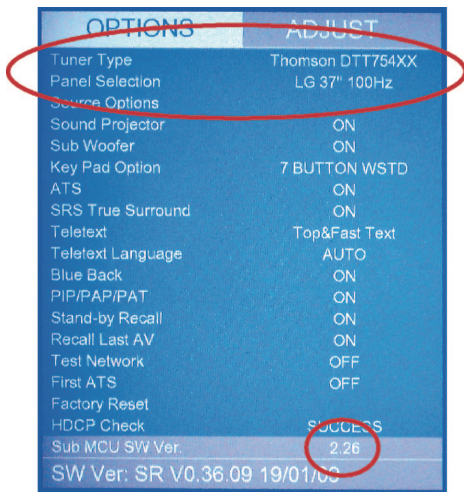 OPTIONS ADJUST
Tuner Type Thomson DTT754XX
Panel Selection LG 37" 100Hz
Source Options
Sound Projector ON
Sub Woofer ON
Key Pad Option 7 BUTTON WSTD
ATS ON
SRS True Surround ON
Teletext Top&Fast Text
Teletext Language AUTO
Blue Back ON
PIP/PAP/PAT ON
Stand-by Recall ON
Recall Last AV ON
Test Network OFF
First ATS OFF
Factory Reset
HDCP Check SUCCESS
Sub MCU SW Ver. 2.26
SW Ver: SR V0.36.09